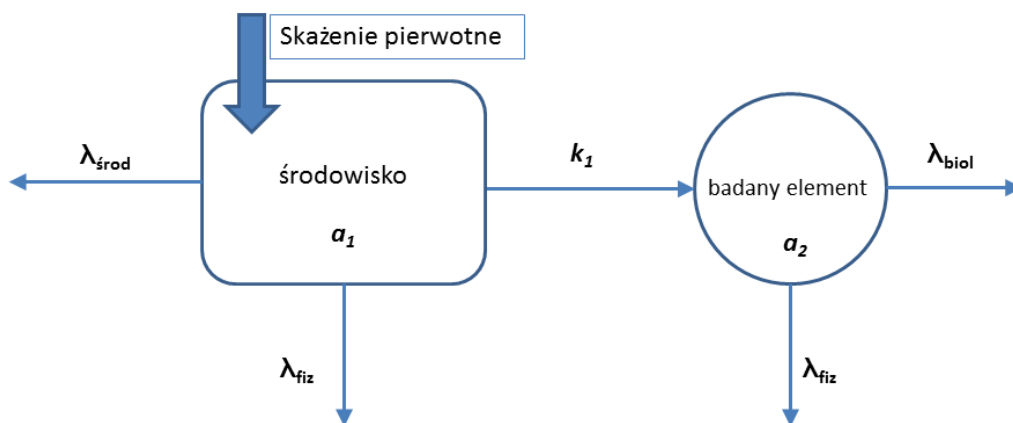 Skażenie pierwotne
λśrod
środowisko
a1
k1
badany element
a2
λbiol
λfiz
λfiz